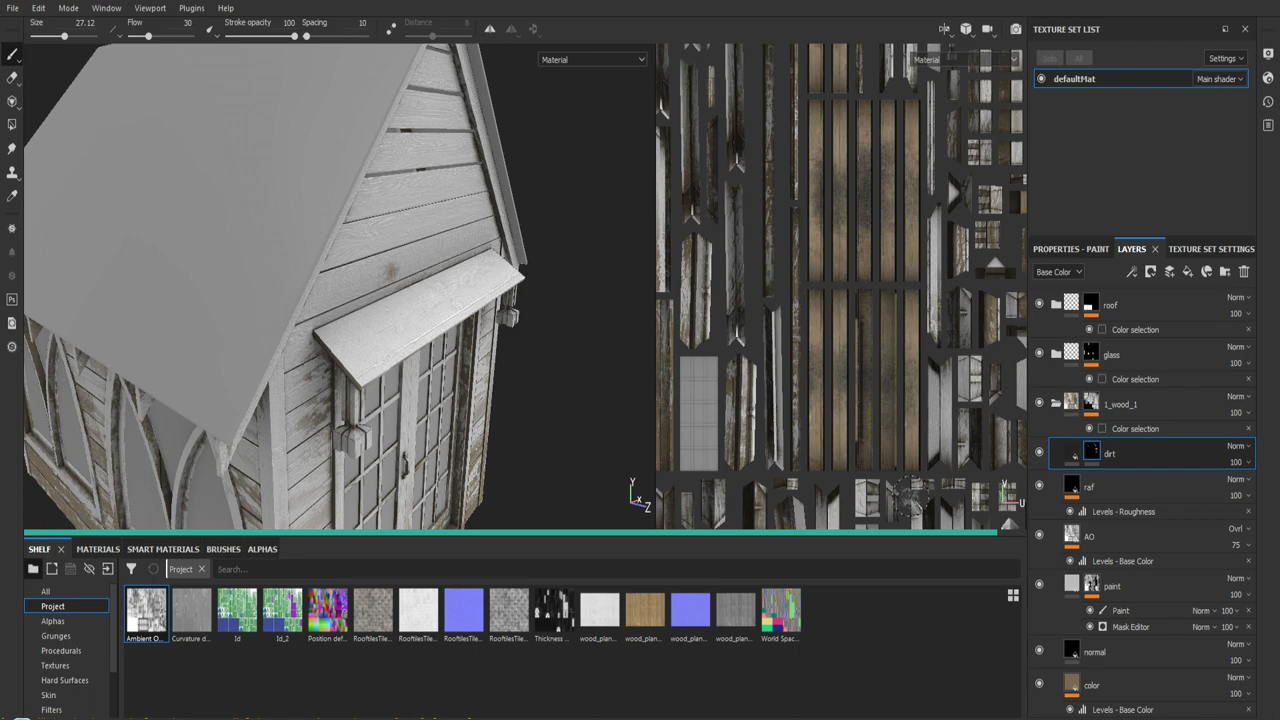 File Edit Mode Window Viewport Plugins Help
Size 27.12 Flow 30 Stroke opacity 100 Spacing 10 Distance 8
Material
Material
Y
X
Z
TEXTURE SET LIST
Solo All Settings
defaultMat Main shader
PROPERTIES - PAINT LAYERS TEXTURE SET SETTINGS
Base Color
roof Norm
100
Color selection
glass Norm
100
Color selection
1_wood_1 Norm
100
Color selection
dirt Norm
100
raf Norm
100
Levels - Roughness
AO Ovrl
75
Levels - Base Color
paint Norm
100
Paint Norm 100
Mask Editor Norm 100
normal Norm
100
color Norm
100
Levels - Base Color
SHELF MATERIALS SMART MATERIALS BRUSHES ALPHAS
Project Search...
All
Project
Alphas
Grunges
Procedurals
Textures
Hard Surfaces
Skin
Filters
Ambient O... Curvature d... Id Id_2 Position def... RooftilesTile... RooftilesTile... RooftilesTile... RooftilesTile... Thickness ... wood_plan... wood_plan... wood_plan... wood_plan... World Spac...